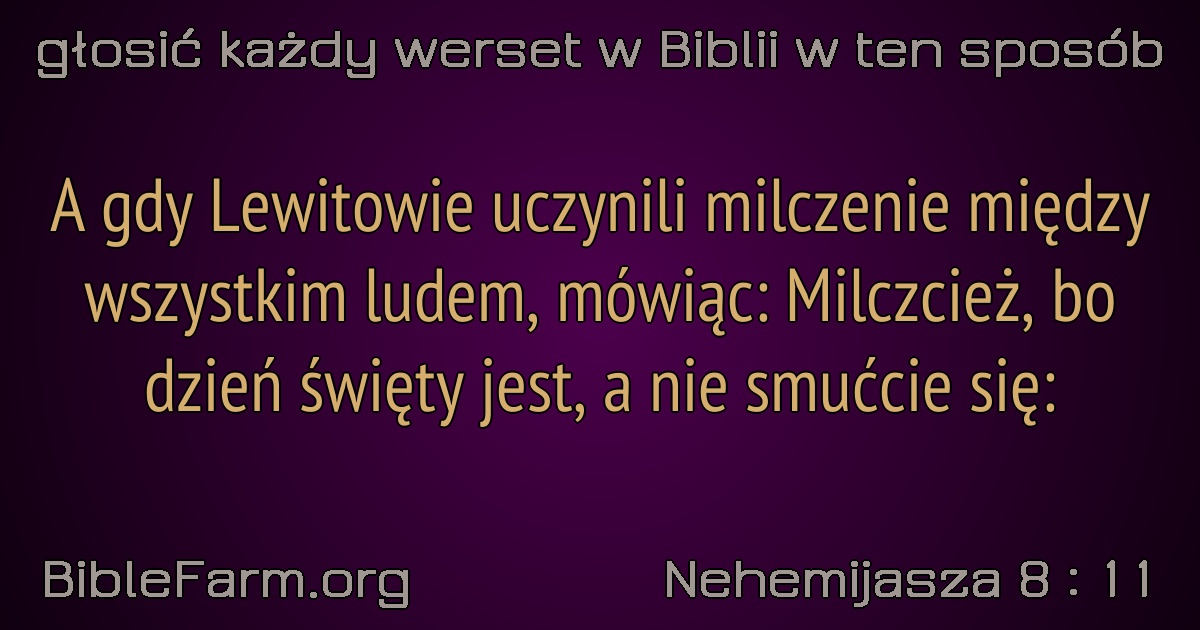 głosić każdy werset w Biblii w ten sposób
A gdy Lewitowie uczynili milczenie między
wszystkim ludem, mówiąc: Milczcież, bo
dzień święty jest, a nie smućcie się:
BibleFarm.org
Nehemijasza 8 : 11